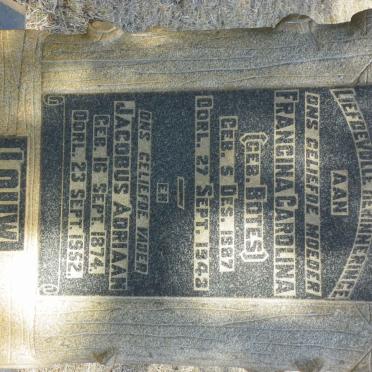 LIEFDEVOLLE HERINNERINGE
AAN
ONS GELIEFDE MOEDER
FRANCINA CAROLINA
(GEB. BOTES)
GEB. 5 DES. 1887
OORL. 27 SEPT. 1943
EN
ONS GELIEFDE VADER
JACOBUS ADRIAAN
GEB. 16 SEPT. 1874.
OORL. 23 SEPT. 1952.
LOUW